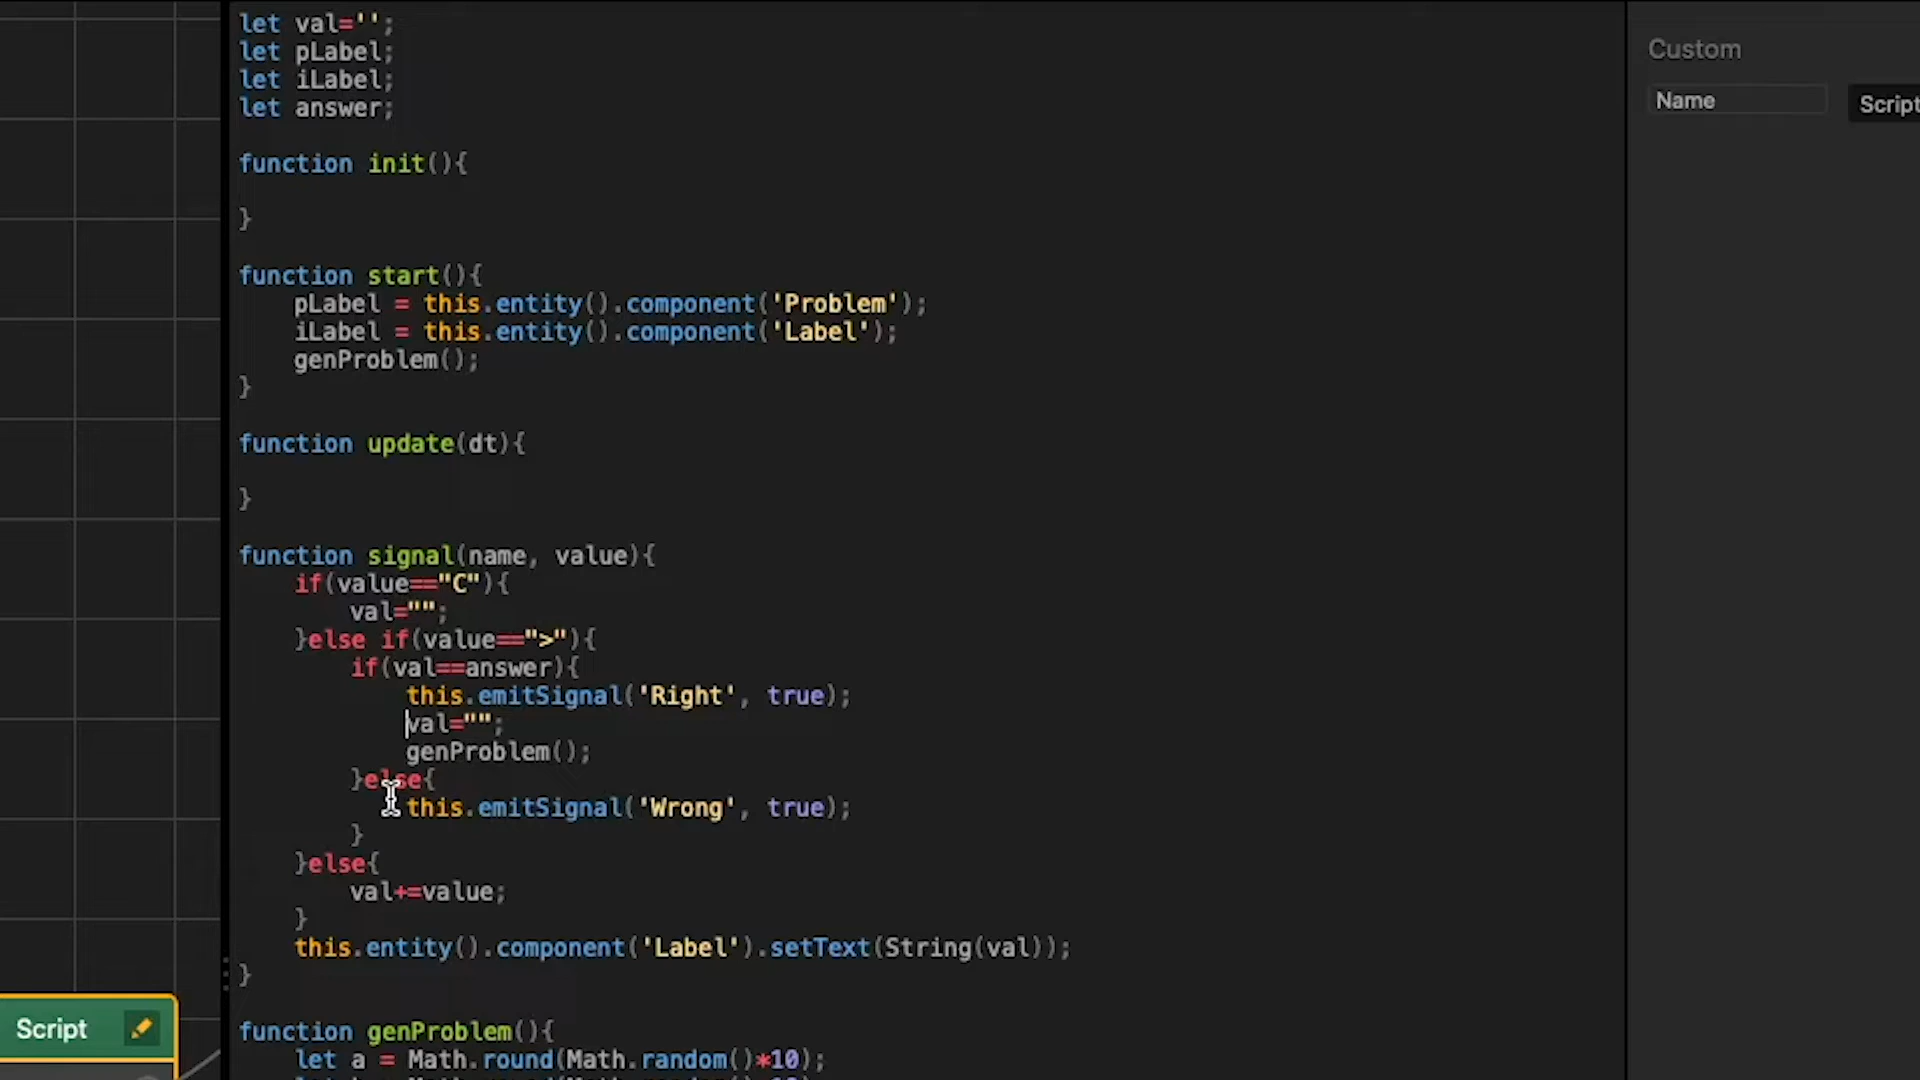 let val='';
let pLabel;
let iLabel;
let answer;
function init(){
}
function start(){
pLabel = this.entity().component('Problem');
iLabel = this.entity().component('Label');
genProblem();
}
function update(dt){
}
function signal(name, value){
if(value=="C"){
val="";
}else if(value==">"){
if(val==answer){
this.emitSignal('Right', true);
val="";
genProblem();
}else{
this.emitSignal('Wrong', true);
}
}else{
val+=value;
}
this.entity().component('Label').setText(String(val));
}
function genProblem(){
let a = Math.round(Math.random()*10);
Custom
Name
Script
Script